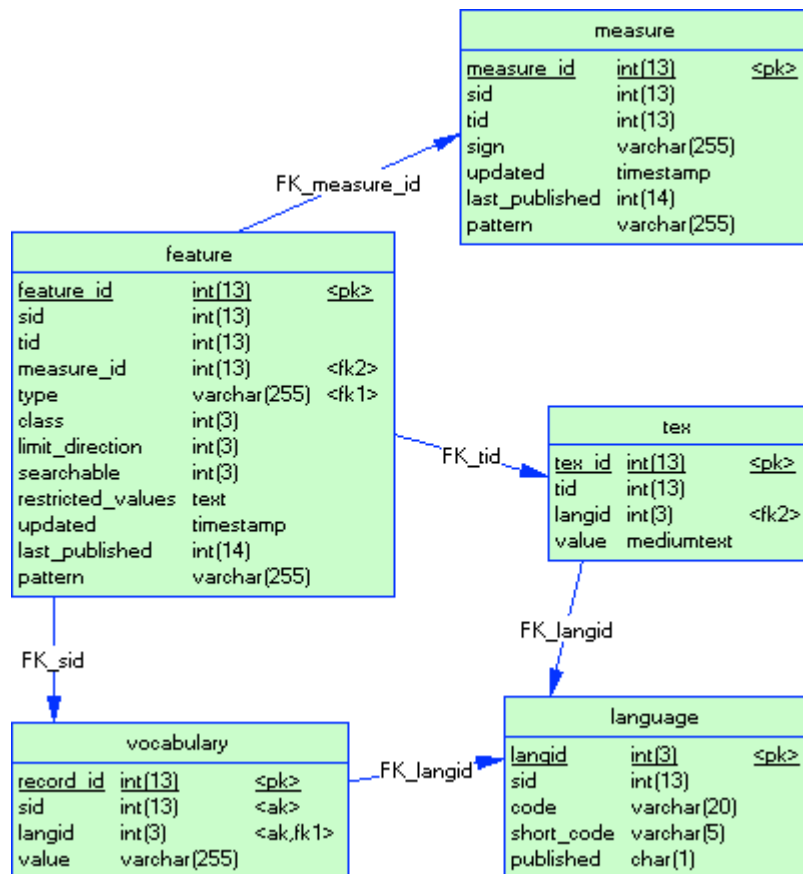 measure
measure_id int(13) <pk>
sid int(13)
tid int(13)
sign varchar(255)
updated timestamp
last_published int(14)
pattern varchar(255)
FK_measure_id
feature
feature_id int(13) <pk>
sid int(13)
tid int(13)
measure_id int(13) <fk2>
type varchar(255) <fk1>
class int(3)
limit_direction int(3)
searchable int(3)
restricted_values text
updated timestamp
last_published int(14)
pattern varchar(255)
FK_tid
tex
tex_id int(13) <pk>
tid int(13)
langid int(3) <fk2>
value mediumtext
FK_sid
FK_langid
vocabulary
record_id int(13) <pk>
sid int(13) <ak>
langid int(3) <ak,fk1>
value varchar(255)
FK_langid
language
langid int(3) <pk>
sid int(13)
code varchar(20)
short_code varchar(5)
published char(1)